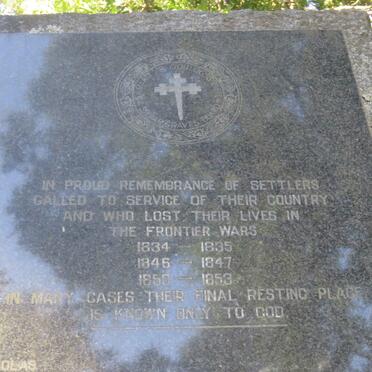 IN PROUD REMEMBRANCE OF SETTLERS
CALLED TO SERVICE OF THEIR COUNTRY
AND WHO LOST THEIR LIVES IN
THE FRONTIER WARS
1834 — 1835
1846 — 1847
1850 — 1853
IN MANY CASES THEIR FINAL RESTING PLACE
IS KNOWN ONLY TO GOD
OLAS